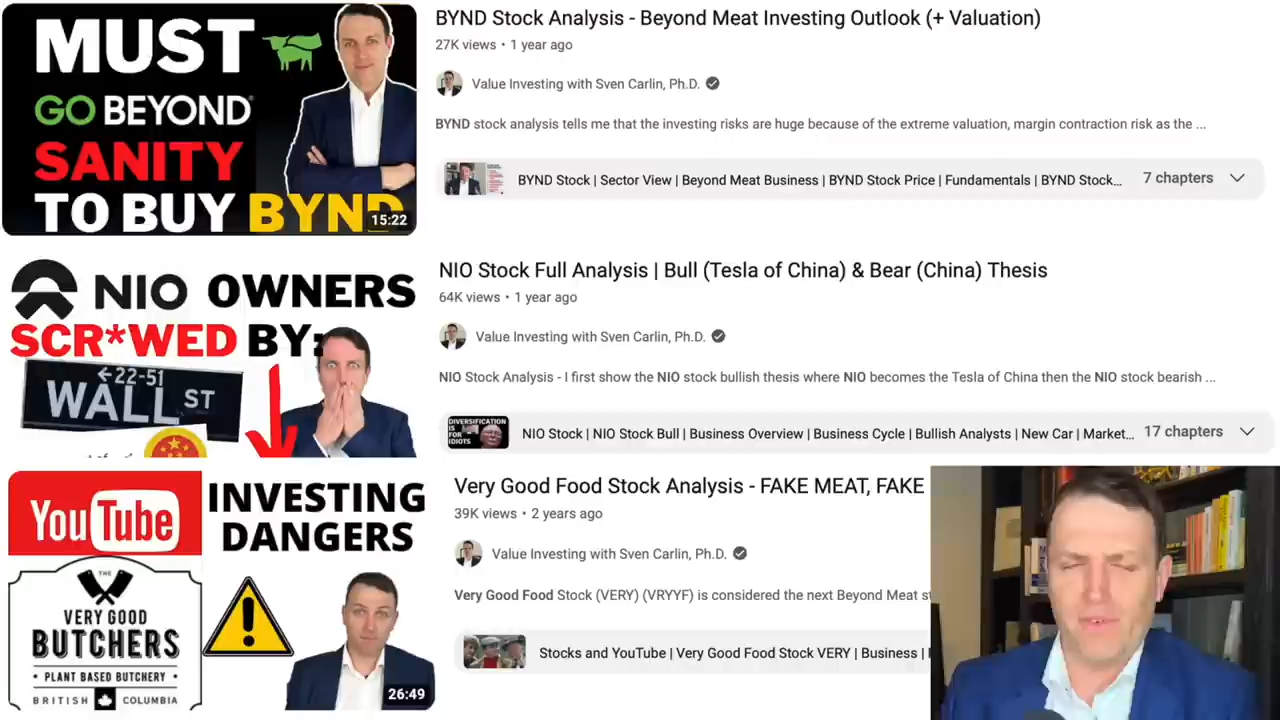 MUST
GO BEYOND
SANITY
TO BUY BYND
15:22
BYND Stock Analysis - Beyond Meat Investing Outlook (+ Valuation)
27K views • 1 year ago
Value Investing with Sven Carlin, Ph.D.
BYND stock analysis tells me that the investing risks are huge because of the extreme valuation, margin contraction risk as the ...
BYND Stock | Sector View | Beyond Meat Business | BYND Stock Price | Fundamentals | BYND Stock...
7 chapters
NIO OWNERS
SCR*WED BY:
←22-51
WALL ST
NIO Stock Full Analysis | Bull (Tesla of China) & Bear (China) Thesis
64K views • 1 year ago
Value Investing with Sven Carlin, Ph.D.
NIO Stock Analysis - I first show the NIO stock bullish thesis where NIO becomes the Tesla of China then the NIO stock bearish ...
DIVERSIFICATION
IS
FOR
IDIOTS
NIO Stock | NIO Stock Bull | Business Overview | Business Cycle | Bullish Analysts | New Car | Market...
17 chapters
YouTube
INVESTING
DANGERS
THE
VERY GOOD
BUTCHERS
• PLANT BASED BUTCHERY •
BRITISH COLUMBIA
26:49
Very Good Food Stock Analysis - FAKE MEAT, FAKE
39K views • 2 years ago
Value Investing with Sven Carlin, Ph.D.
Very Good Food Stock (VERY) (VRYYF) is considered the next Beyond Meat
Stocks and YouTube | Very Good Food Stock VERY | Business |